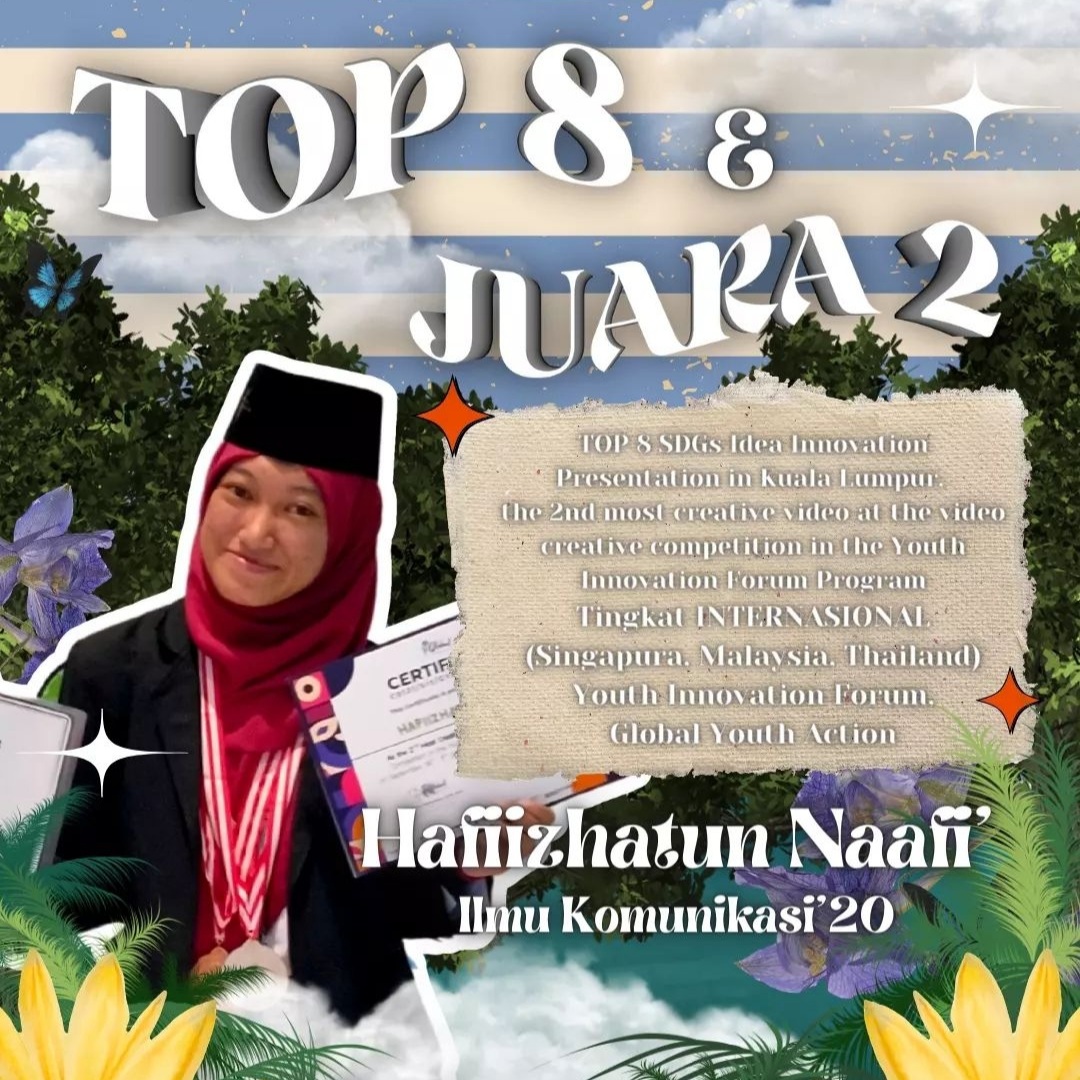 TOP 8 &
JUARA 2
TOP 8 SDGs Idea Innovation
Presentation in Kuala Lumpur.
the 2nd most creative video at the video
creative competition in the Youth
Innovation Forum Program
Tingkat INTERNASIONAL
(Singapura, Malaysia, Thailand)
Youth Innovation Forum.
Global Youth Action
CERTIF
HAFIIZHA
Hafiizhatun Naafi'
Ilmu Komunikasi'20